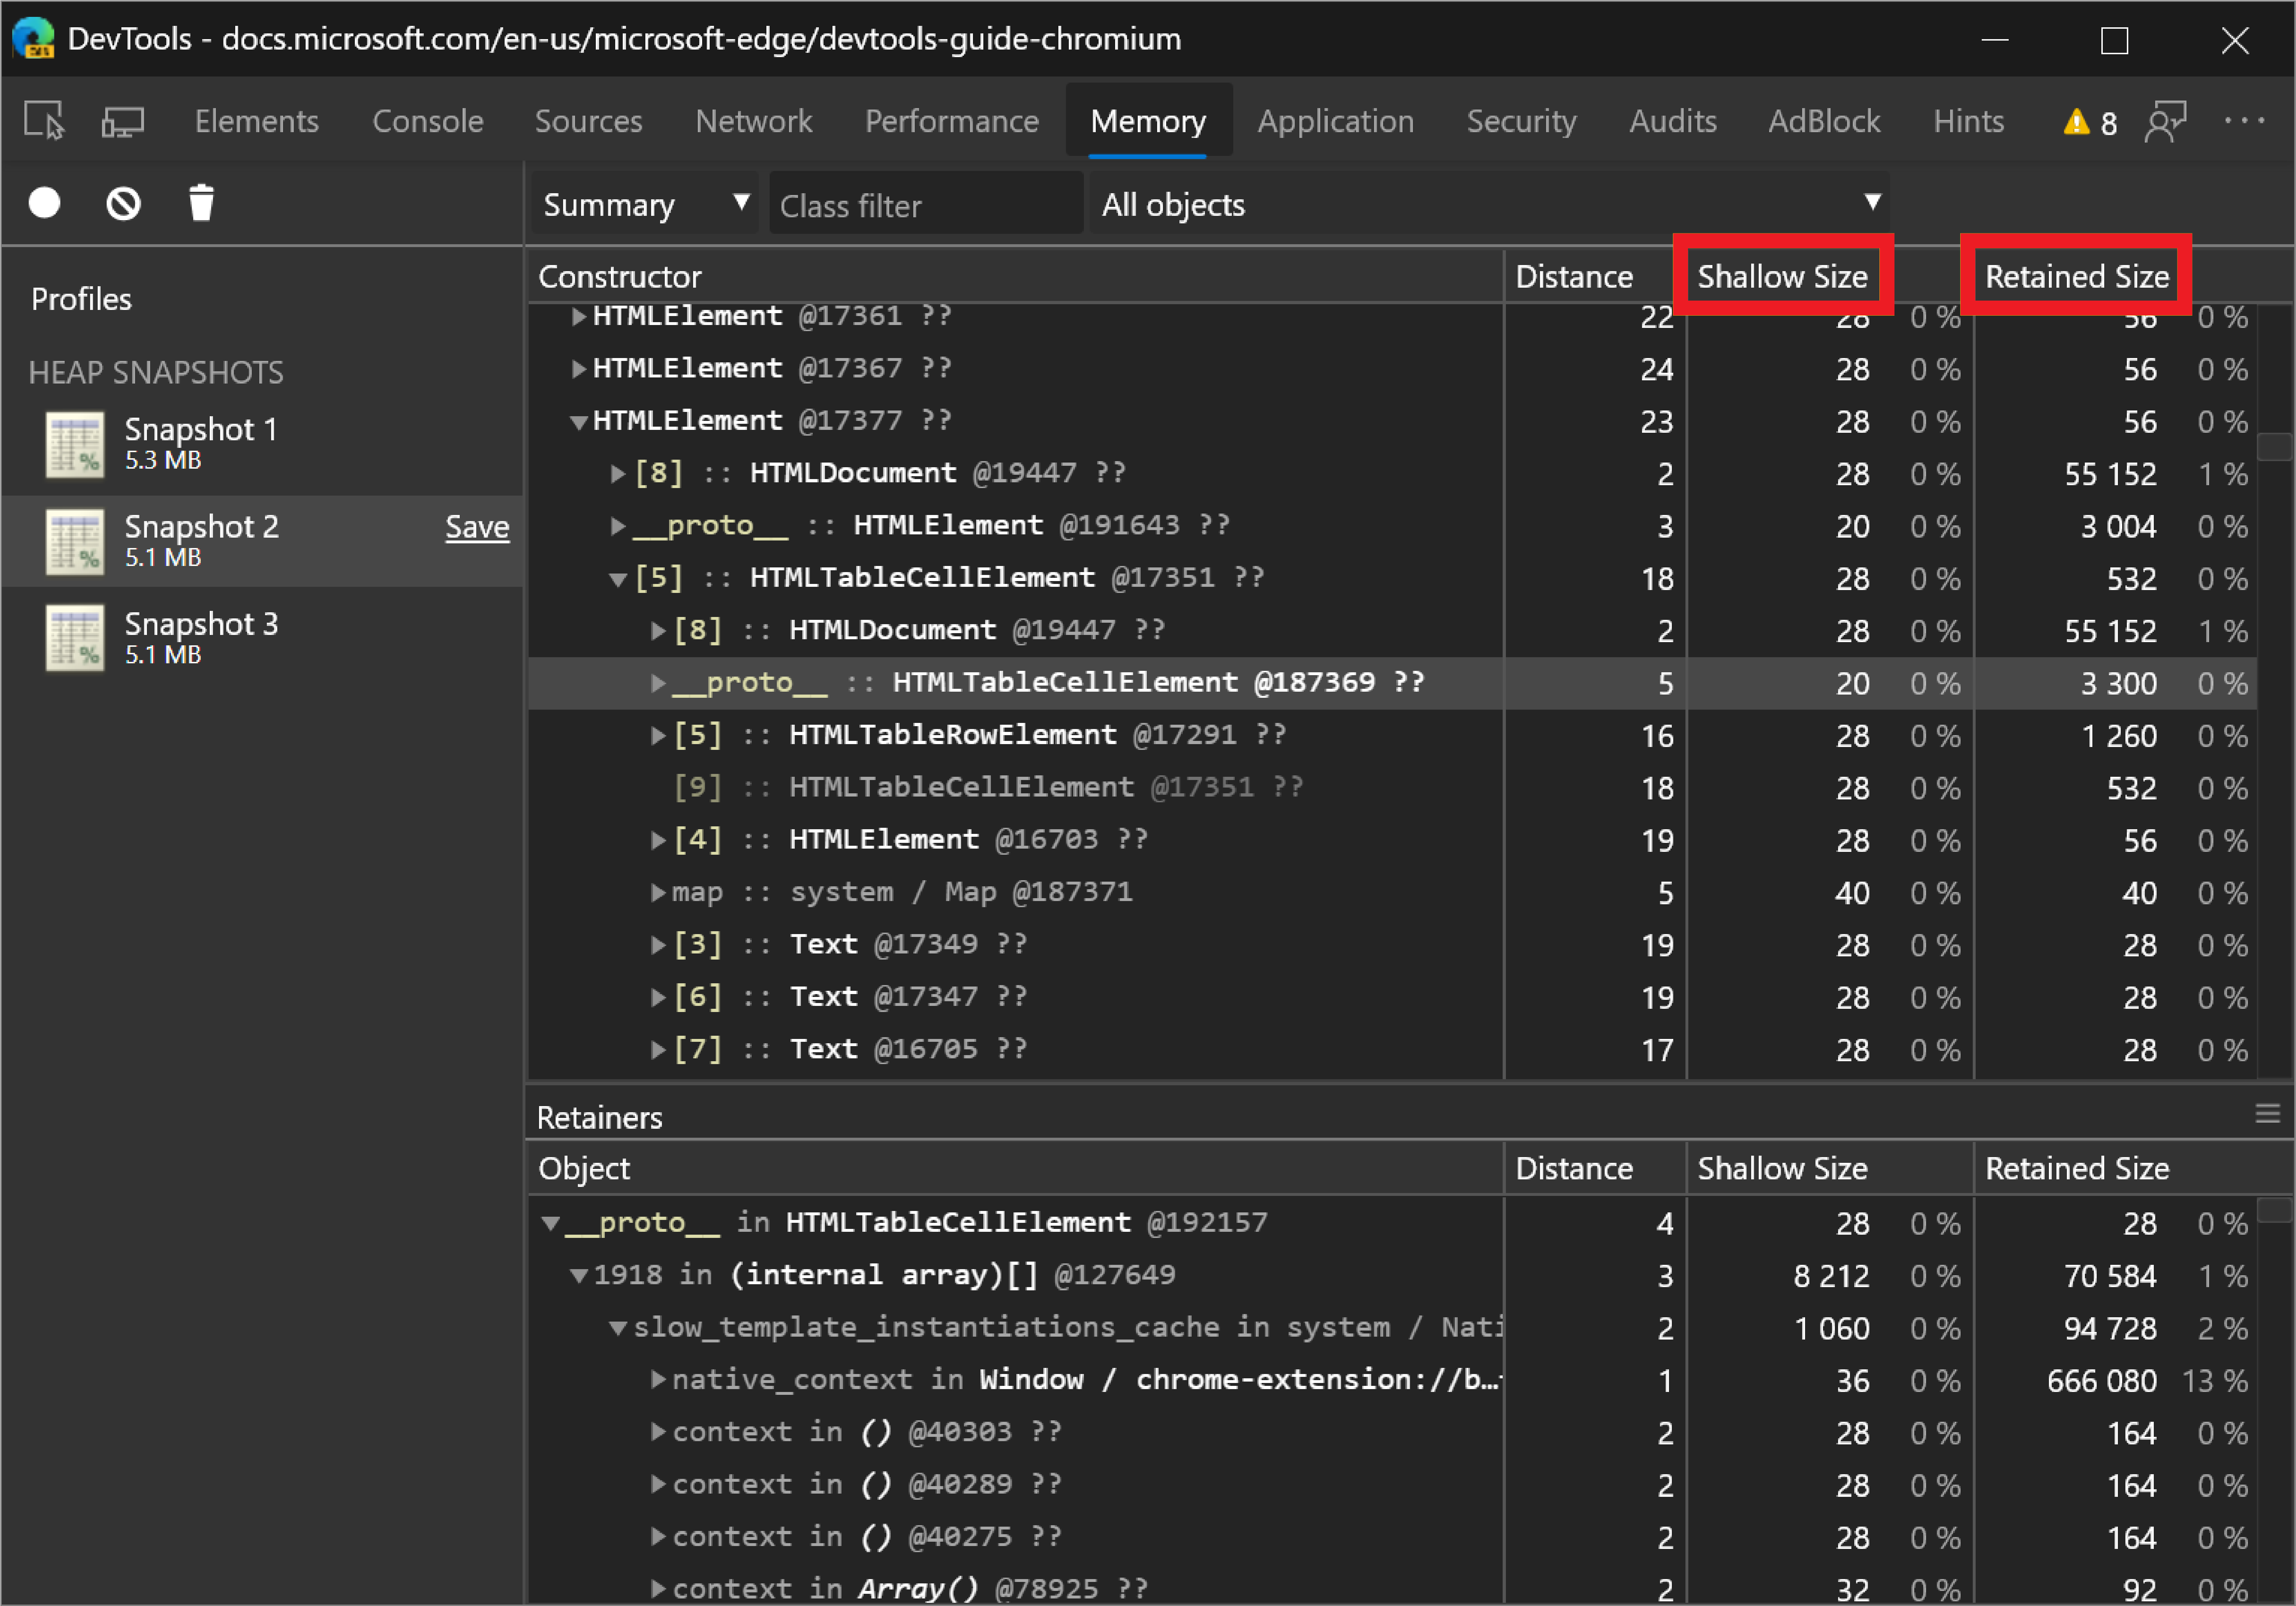 DevTools - docs.microsoft.com/en-us/microsoft-edge/devtools-guide-chromium
Elements Console Sources Network Performance Memory Application Security Audits AdBlock Hints 8 ···
Summary ▼ Class filter All objects ▼
Profiles
HEAP SNAPSHOTS
Snapshot 1
5.3 MB
Snapshot 2 Save
5.1 MB
Snapshot 3
5.1 MB
Constructor Distance Shallow Size Retained Size
HTMLElement @17361 ?? 22 28 0 % 56 0 %
HTMLElement @17367 ?? 24 28 0 % 56 0 %
HTMLElement @17377 ?? 23 28 0 % 56 0 %
[8] :: HTMLDocument @19447 ?? 2 28 0 % 55 152 1 %
__proto__ :: HTMLElement @191643 ?? 3 20 0 % 3 004 0 %
[5] :: HTMLTableCellElement @17351 ?? 18 28 0 % 532 0 %
[8] :: HTMLDocument @19447 ?? 2 28 0 % 55 152 1 %
__proto__ :: HTMLTableCellElement @187369 ?? 5 20 0 % 3 300 0 %
[5] :: HTMLTableRowElement @17291 ?? 16 28 0 % 1 260 0 %
[9] :: HTMLTableCellElement @17351 ?? 18 28 0 % 532 0 %
[4] :: HTMLElement @16703 ?? 19 28 0 % 56 0 %
map :: system / Map @187371 5 40 0 % 40 0 %
[3] :: Text @17349 ?? 19 28 0 % 28 0 %
[6] :: Text @17347 ?? 19 28 0 % 28 0 %
[7] :: Text @16705 ?? 17 28 0 % 28 0 %
Retainers
Object Distance Shallow Size Retained Size
__proto__ in HTMLTableCellElement @192157 4 28 0 % 28 0 %
1918 in (internal array)[] @127649 3 8 212 0 % 70 584 1 %
slow_template_instantiations_cache in system / Nati 2 1 060 0 % 94 728 2 %
native_context in Window / chrome-extension://b… 1 36 0 % 666 080 13 %
context in () @40303 ?? 2 28 0 % 164 0 %
context in () @40289 ?? 2 28 0 % 164 0 %
context in () @40275 ?? 2 28 0 % 164 0 %
context in Array() @78925 ?? 2 32 0 % 92 0 %